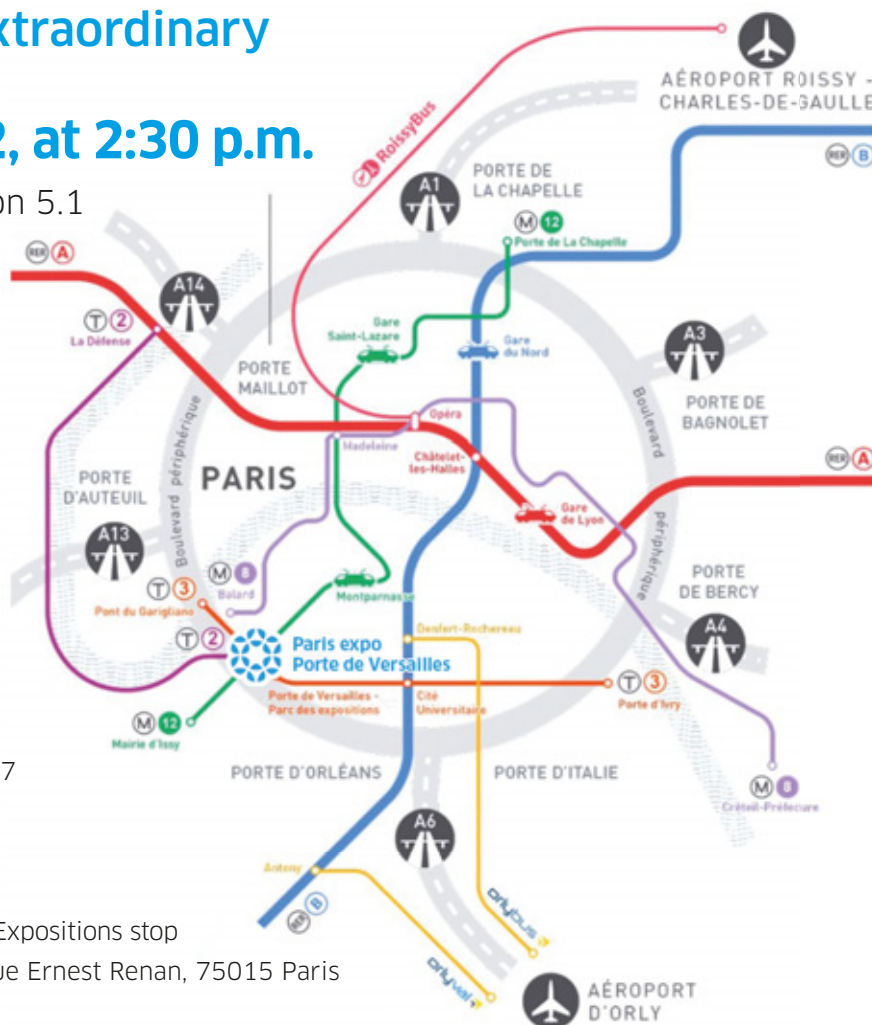 xtraordinary
2, at 2:30 p.m.
on 5.1
AÉROPORT ROISSY -
CHARLES-DE-GAULLE
RoissyBus
RER B
A1
PORTE DE
LA CHAPELLE
M 12
Porte de La Chapelle
RER A
A14
T 2
La Défense
Gare
Saint-Lazare
Gare
du Nord
A3
PORTE
MAILLOT
PORTE DE
BAGNOLET
Boulevard périphérique
Boulevard
périphérique
Opéra
Madeleine
Châtelet-
les-Halles
RER A
PARIS
PORTE
D'AUTEUIL
Gare
de Lyon
A13
M 8
Balard
T 3
Pont du Garigliano
Montparnasse
PORTE
DE BERCY
A4
T 2
Paris expo
Porte de Versailles
Denfert-Rochereau
Porte de Versailles -
Parc des expositions
Cité
Universitaire
T 3
Porte d'Ivry
M 12
Mairie d'Issy
7
PORTE D'ORLÉANS
PORTE D'ITALIE
M 8
Créteil-Préfecure
A6
Antony
RER B
orlybus
orlyval
Expositions stop
ue Ernest Renan, 75015 Paris
AÉROPORT
D'ORLY